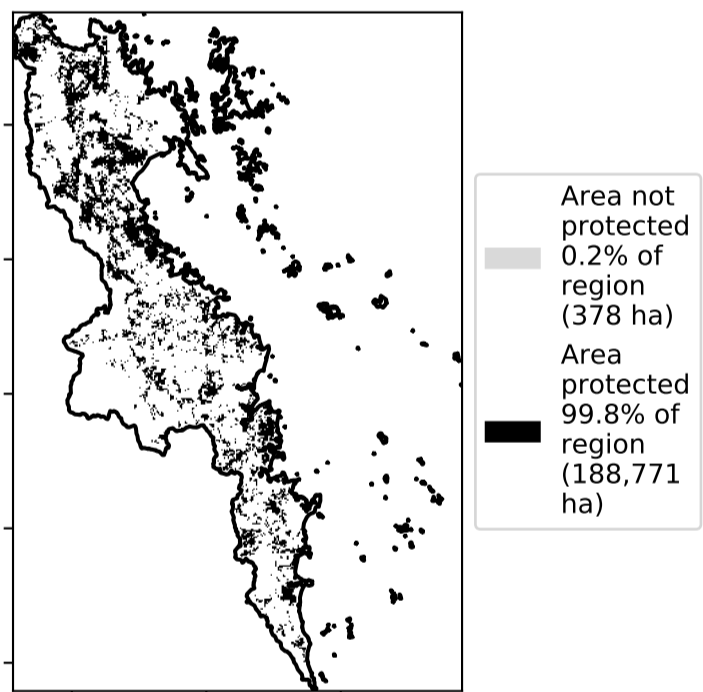 Area not
protected
0.2% of
region
(378 ha)
Area
protected
99.8% of
region
(188,771
ha)